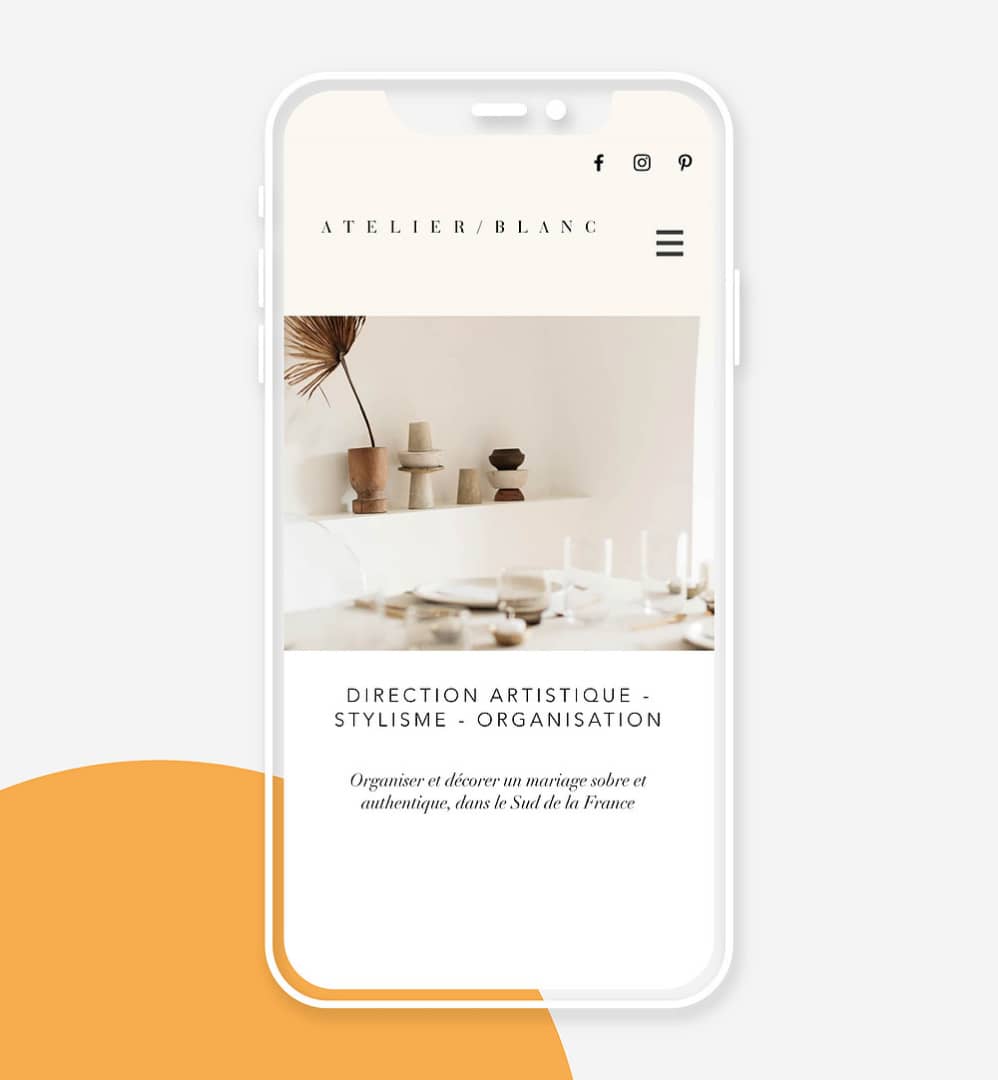 ATELIER/BLANC
DIRECTION ARTISTIQUE -
STYLISME - ORGANISATION
Organiser et décorer un mariage sobre et
authentique, dans le Sud de la France